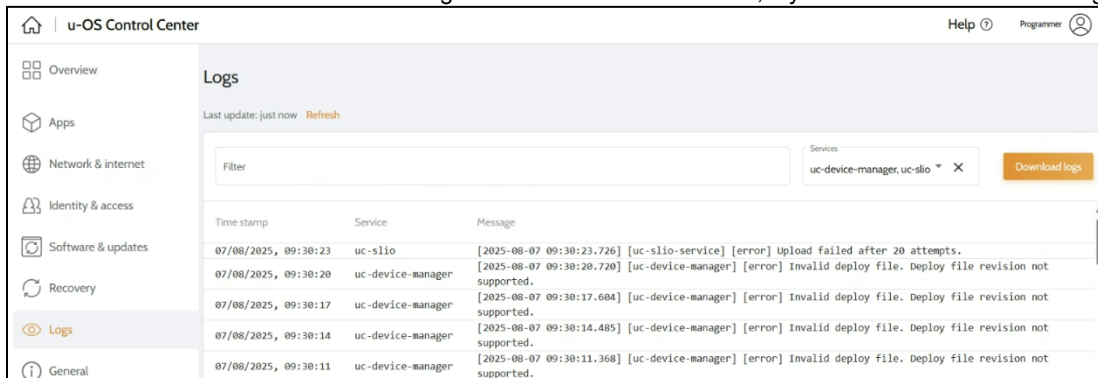 u-OS Control Center
Help
Programmer
Overview
Logs
Last update: just now Refresh
Apps
Network & internet
Filter
Services
uc-device-manager, uc-slio
Download logs
Identity & access
Time stamp Service Message
Software & updates
07/08/2025, 09:30:23 uc-slio [2025-08-07 09:30:23.726] [uc-slio-service] [error] Upload failed after 20 attempts.
07/08/2025, 09:30:20 uc-device-manager [2025-08-07 09:30:20.720] [uc-device-manager] [error] Invalid deploy file. Deploy file revision not
supported.
Recovery
07/08/2025, 09:30:17 uc-device-manager [2025-08-07 09:30:17.604] [uc-device-manager] [error] Invalid deploy file. Deploy file revision not
supported.
Logs
07/08/2025, 09:30:14 uc-device-manager [2025-08-07 09:30:14.485] [uc-device-manager] [error] Invalid deploy file. Deploy file revision not
supported.
General
07/08/2025, 09:30:11 uc-device-manager [2025-08-07 09:30:11.368] [uc-device-manager] [error] Invalid deploy file. Deploy file revision not
supported.